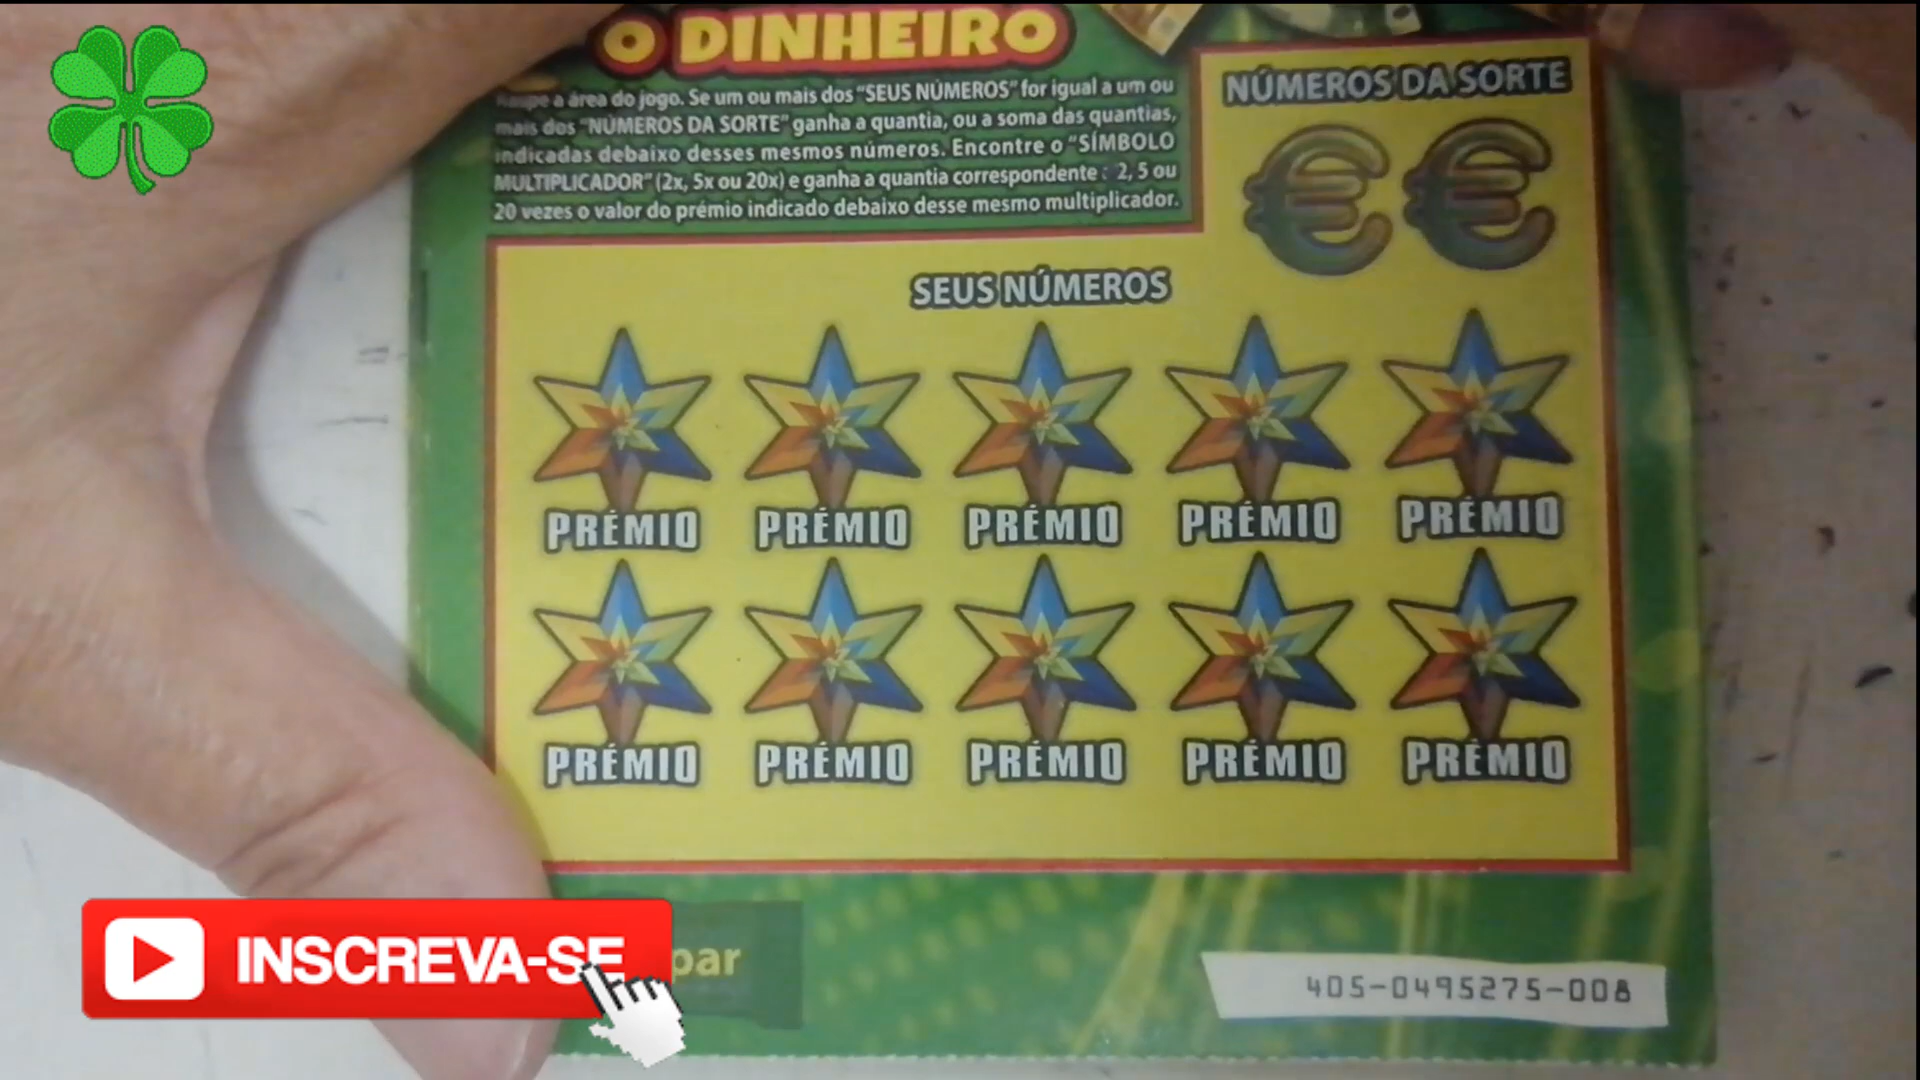 O DINHEIRO
Raspe a área do jogo. Se um ou mais dos "SEUS NÚMEROS" for igual a um ou
mais dos "NÚMEROS DA SORTE" ganha a quantia, ou a soma das quantias,
indicadas debaixo desses mesmos números. Encontre o "SÍMBOLO
MULTIPLICADOR" (2x, 5x ou 20x) e ganha a quantia correspondente : 2, 5 ou
20 vezes o valor do prémio indicado debaixo desse mesmo multiplicador.
NÚMEROS DA SORTE
€ €
SEUS NÚMEROS
PRÉMIO PRÉMIO PRÉMIO PRÉMIO PRÉMIO
PRÉMIO PRÉMIO PRÉMIO PRÉMIO PRÉMIO
INSCREVA-SE
par
405-0495275-008